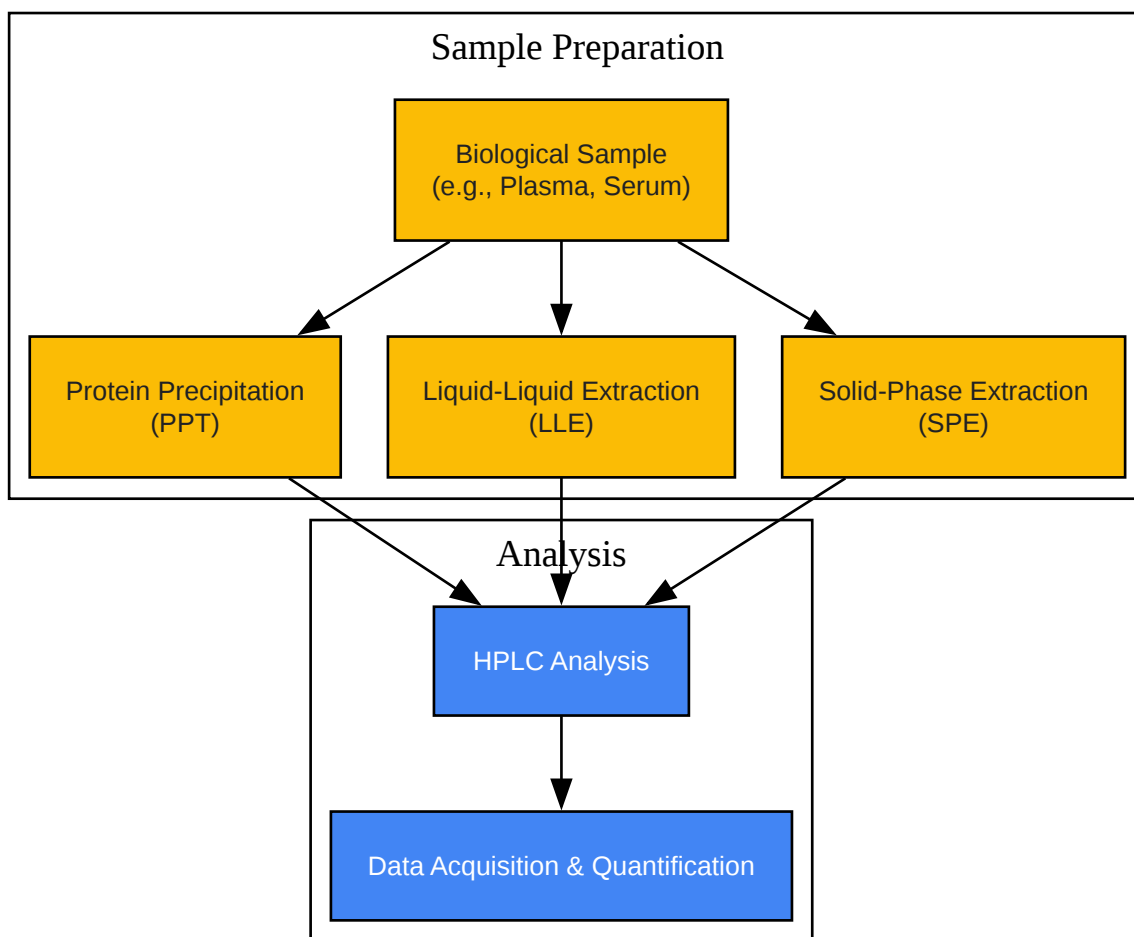 Sample Preparation
Biological Sample
(e.g., Plasma, Serum)
Protein Precipitation
(PPT)
Liquid-Liquid Extraction
(LLE)
Solid-Phase Extraction
(SPE)
Analysis
HPLC Analysis
Data Acquisition & Quantification